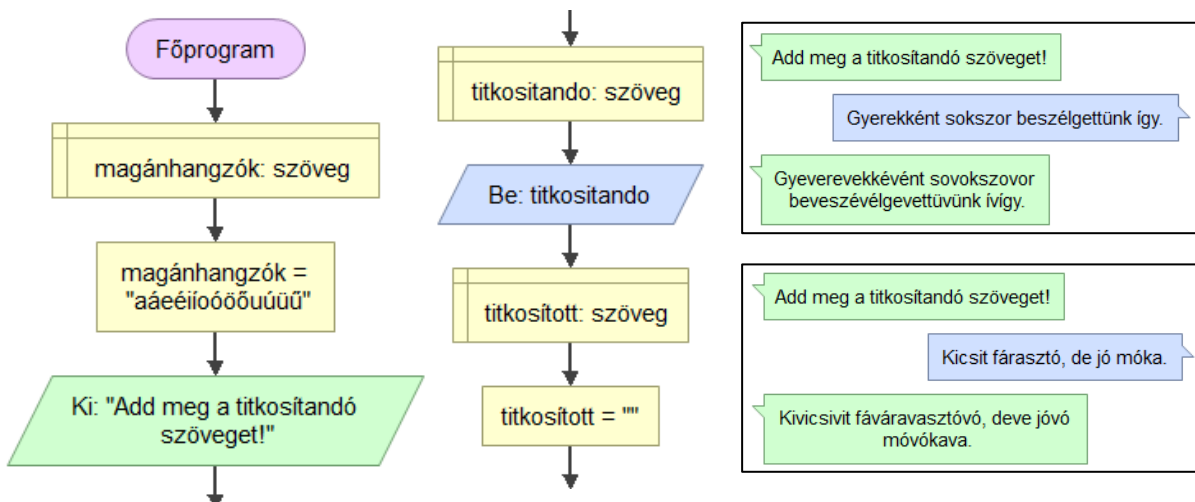 Főprogram
magánhangzók: szöveg
magánhangzók =
"aáeéiíoóöőuúüű"
Ki: "Add meg a titkosítandó
szöveget!"
titkositando: szöveg
Be: titkositando
titkosított: szöveg
titkosított = ""
Add meg a titkosítandó szöveget!
Gyerekként sokszor beszélgettünk így.
Gyeverevekkévént sovokszovor
beveszévélgevettüvünk ívígy.
Add meg a titkosítandó szöveget!
Kicsit fárasztó, de jó móka.
Kivicsivit fáváravasztóvó, deve jóvó
móvókava.